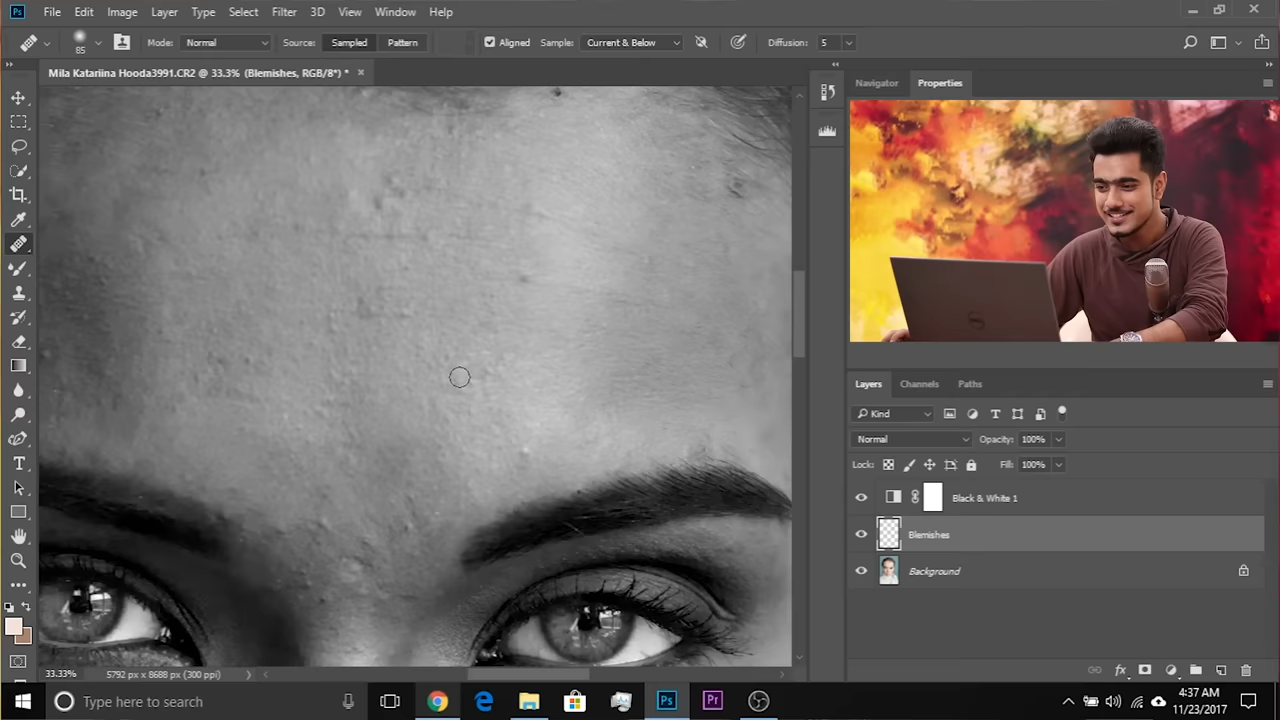 Ps File Edit Image Layer Type Select Filter 3D View Window Help
85 Mode: Normal Source: Sampled Pattern Aligned Sample: Current & Below Diffusion: 5
Mila Katariina Hooda3991.CR2 @ 33.3% (Blemishes, RGB/8*) * ×
Navigator Properties
Layers Channels Paths
Kind
Normal Opacity: 100%
Lock: Fill: 100%
Black & White 1
Blemishes
Background
33.33% 5792 px x 8688 px (300 ppi)
Type here to search
Ps Pr
4:37 AM
11/23/2017